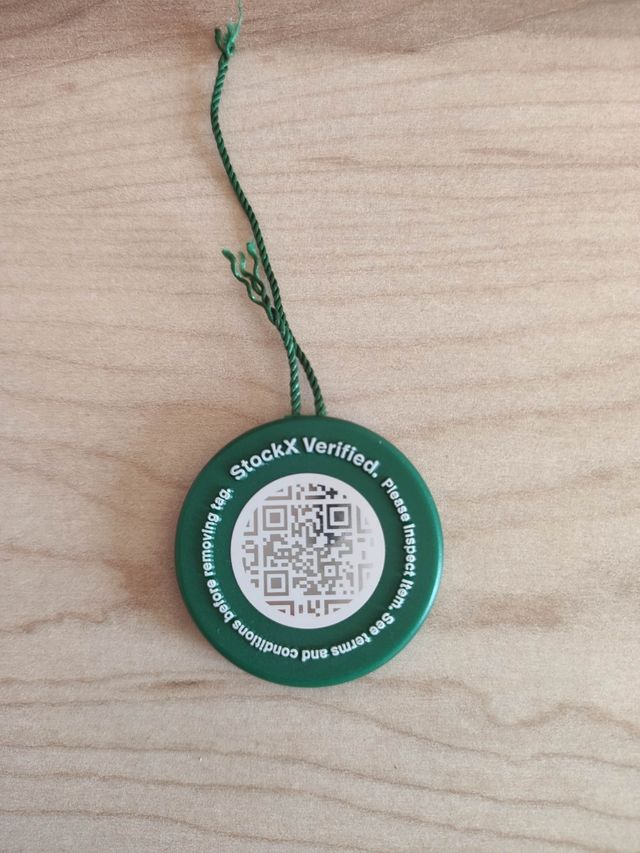 StockX Verified.
Please Inspect Item. See terms and conditions before removing tag.